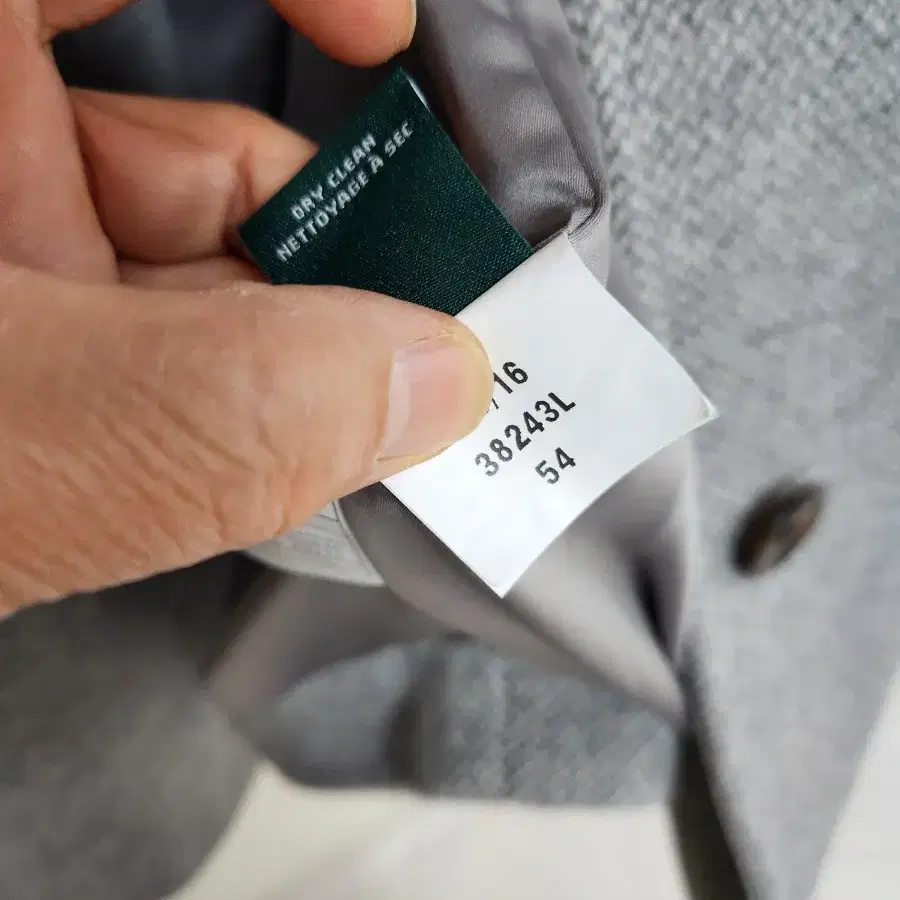 DRY CLEAN
NETTOYAGE À SEC
/16
38243L
54